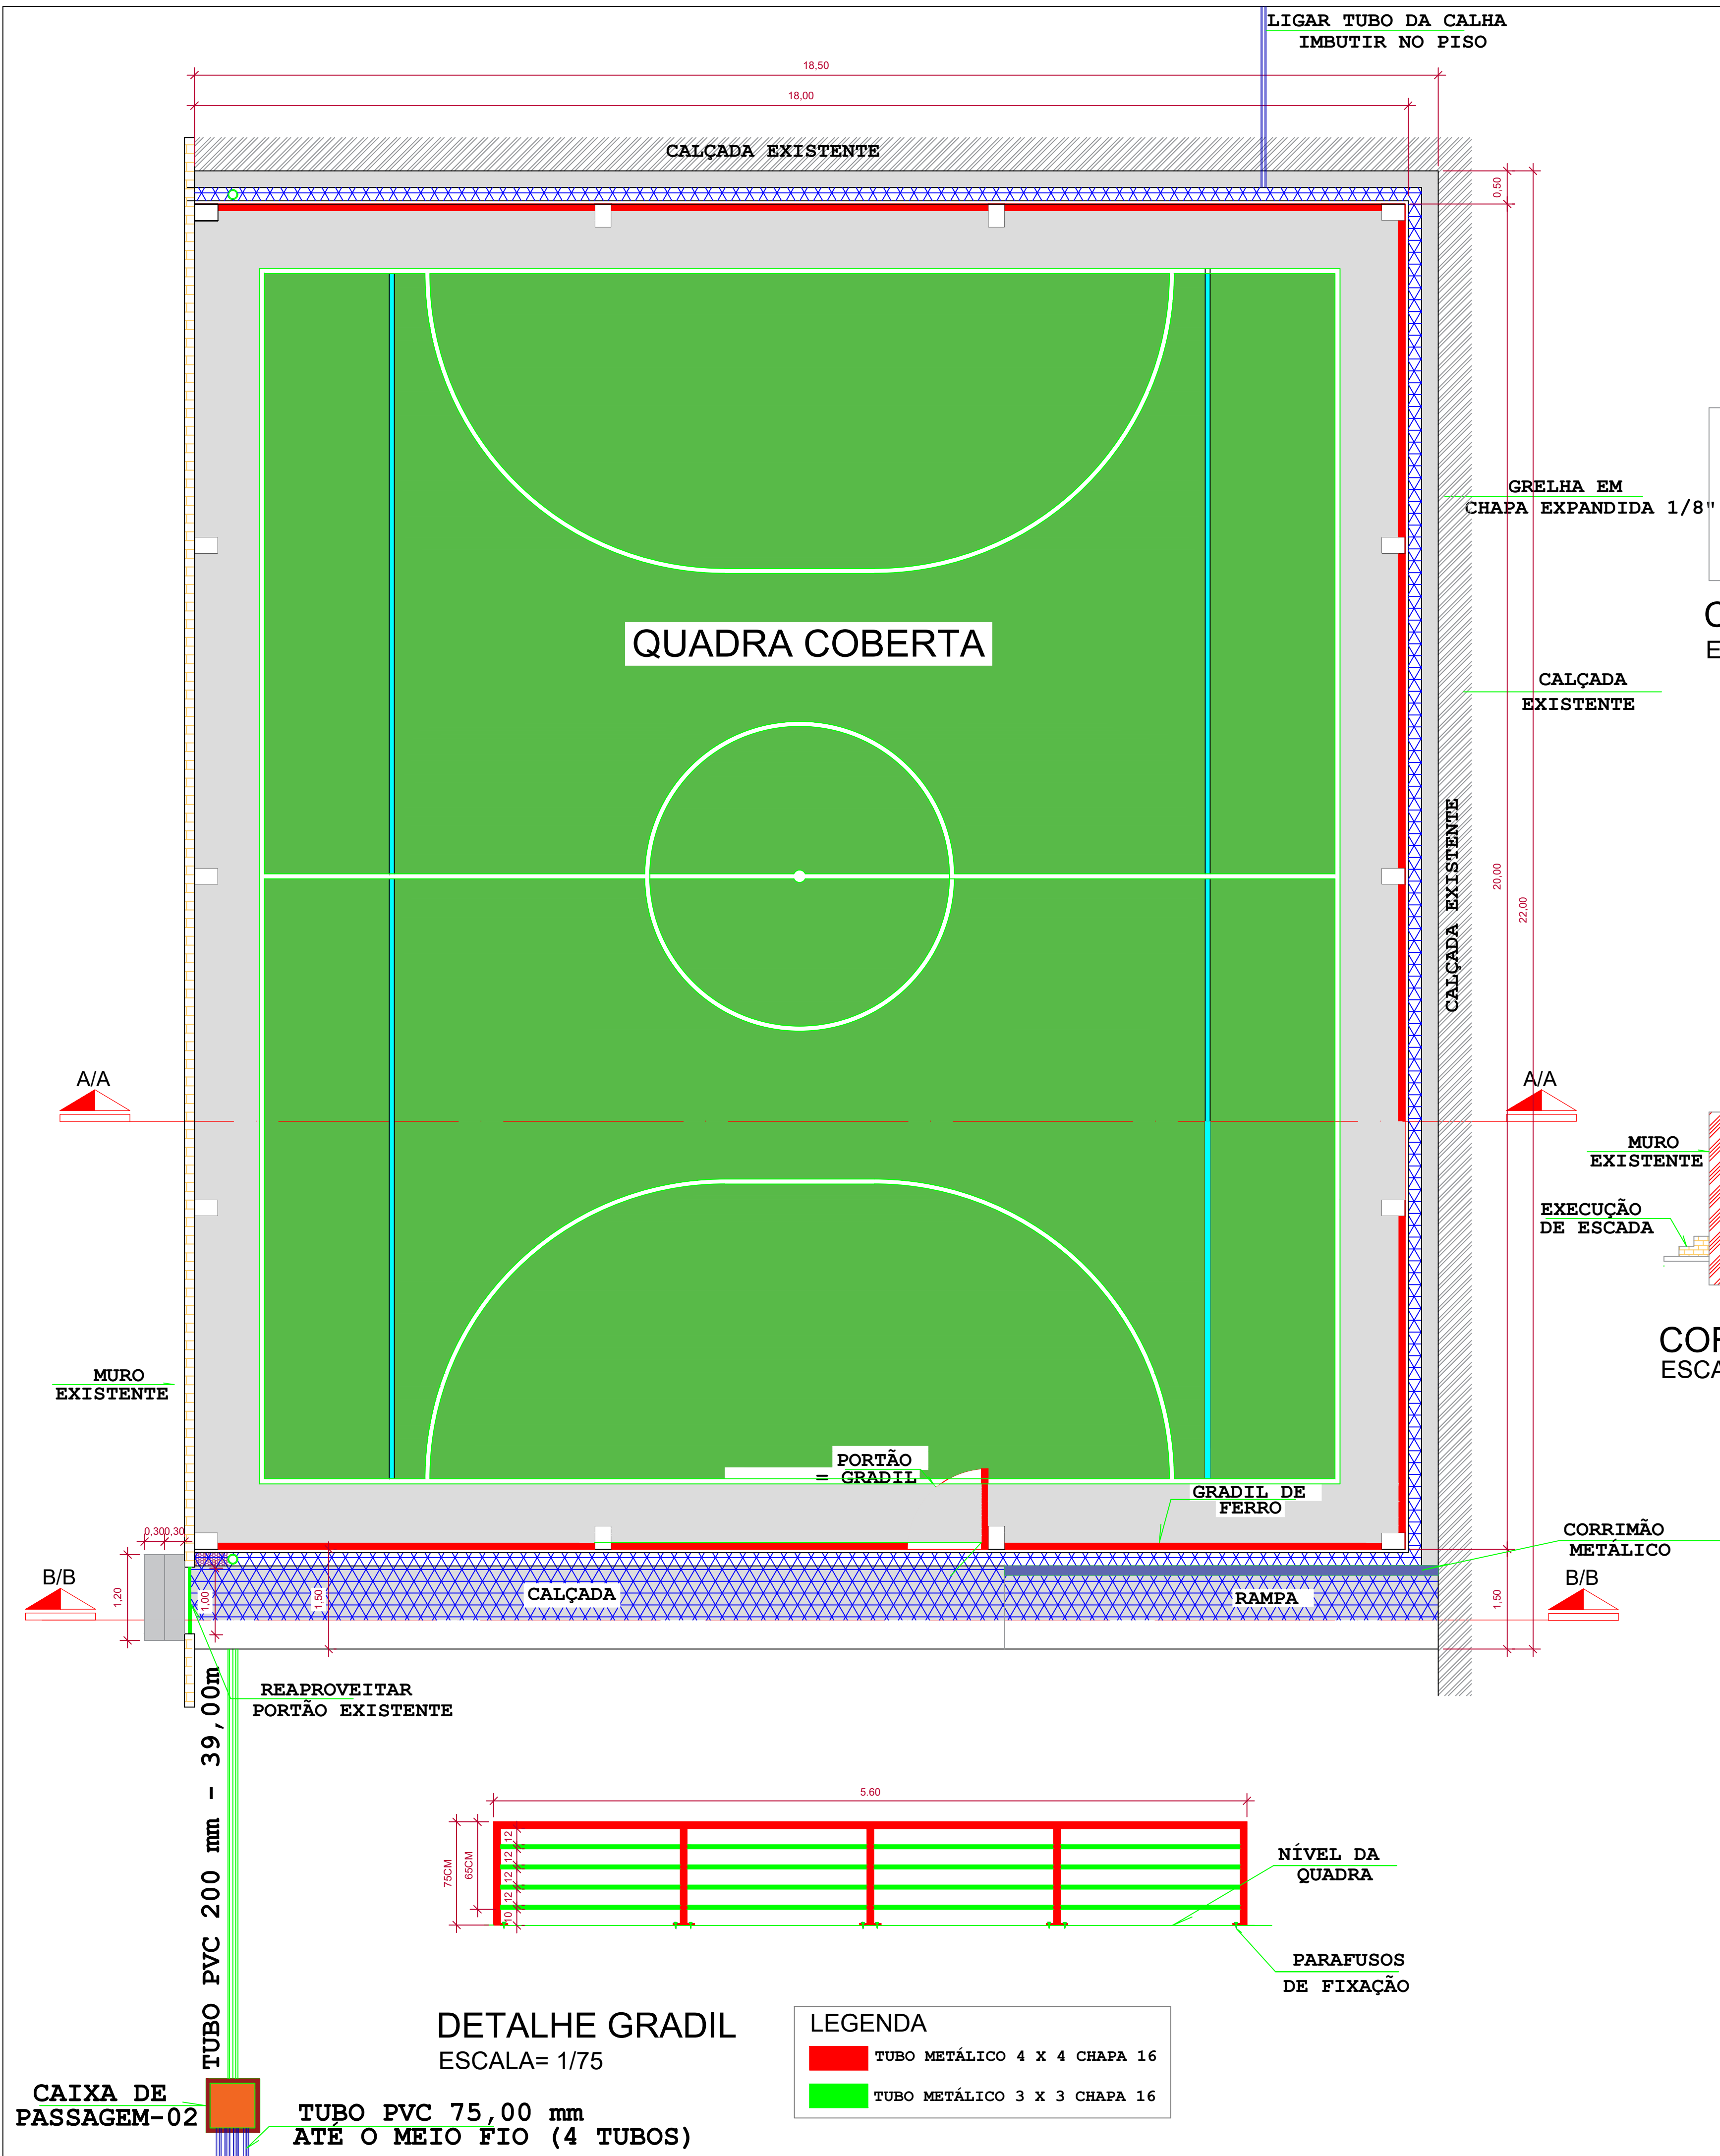 LIGAR TUBO DA CALHA
IMBUTIR NO PISO
18,50
18,00
CALÇADA EXISTENTE
0,50
GRELHA EM
CHAPA EXPANDIDA 1/8"
QUADRA COBERTA
CALÇADA
EXISTENTE
CALÇADA EXISTENTE
20,00
22,00
A/A
A/A
MURO
EXISTENTE
EXECUÇÃO
DE ESCADA
MURO
EXISTENTE
PORTÃO
= GRADIL
GRADIL DE
FERRO
CORRIMÃO
METÁLICO
0,30
0,30
B/B
1,20
1,00
1,50
CALÇADA
RAMPA
1,50
B/B
REAPROVEITAR
PORTÃO EXISTENTE
TUBO PVC 200 mm - 39,00m
5.60
75CM
65CM
12
12
12
12
10
NÍVEL DA
QUADRA
PARAFUSOS
DE FIXAÇÃO
DETALHE GRADIL
ESCALA= 1/75
LEGENDA
TUBO METÁLICO 4 X 4 CHAPA 16
TUBO METÁLICO 3 X 3 CHAPA 16
CAIXA DE
PASSAGEM-02
TUBO PVC 75,00 mm
ATÉ O MEIO FIO (4 TUBOS)